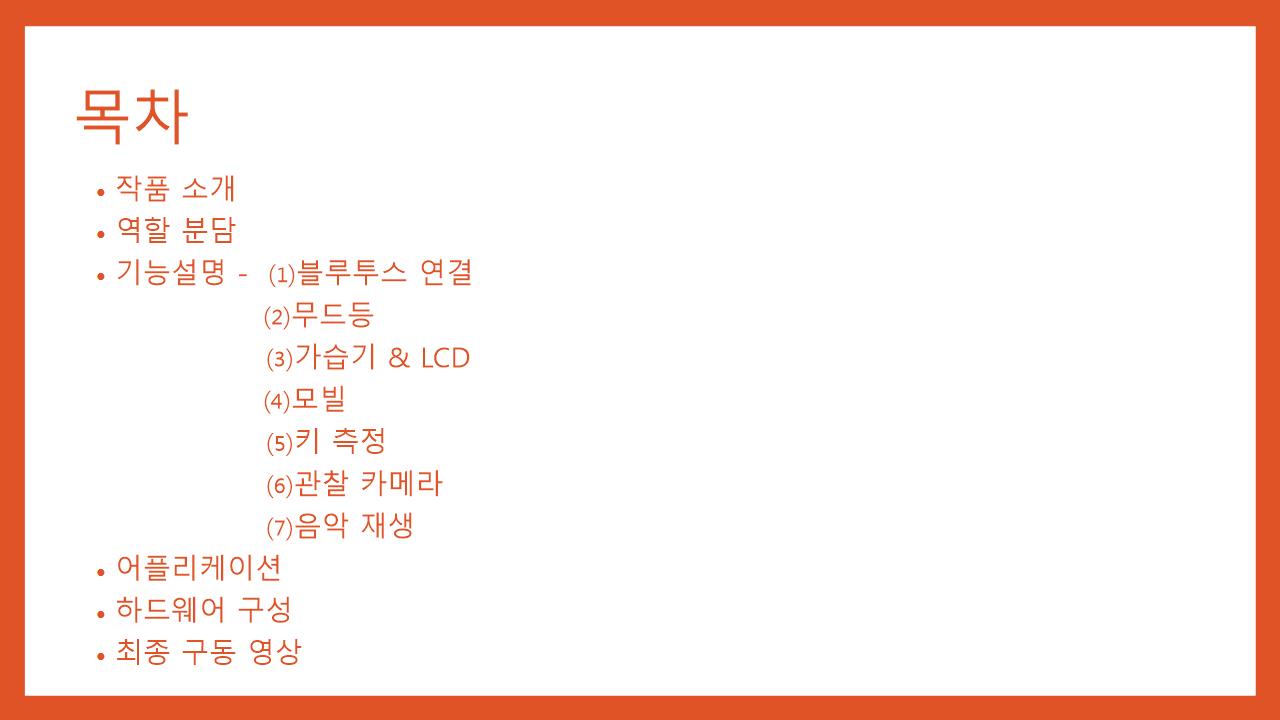 목차
• 작품 소개
• 역할 분담
• 기능설명 - (1)블루투스 연결
(2)무드등
(3)가습기 & LCD
(4)모빌
(5)키 측정
(6)관찰 카메라
(7)음악 재생
• 어플리케이션
• 하드웨어 구성
• 최종 구동 영상